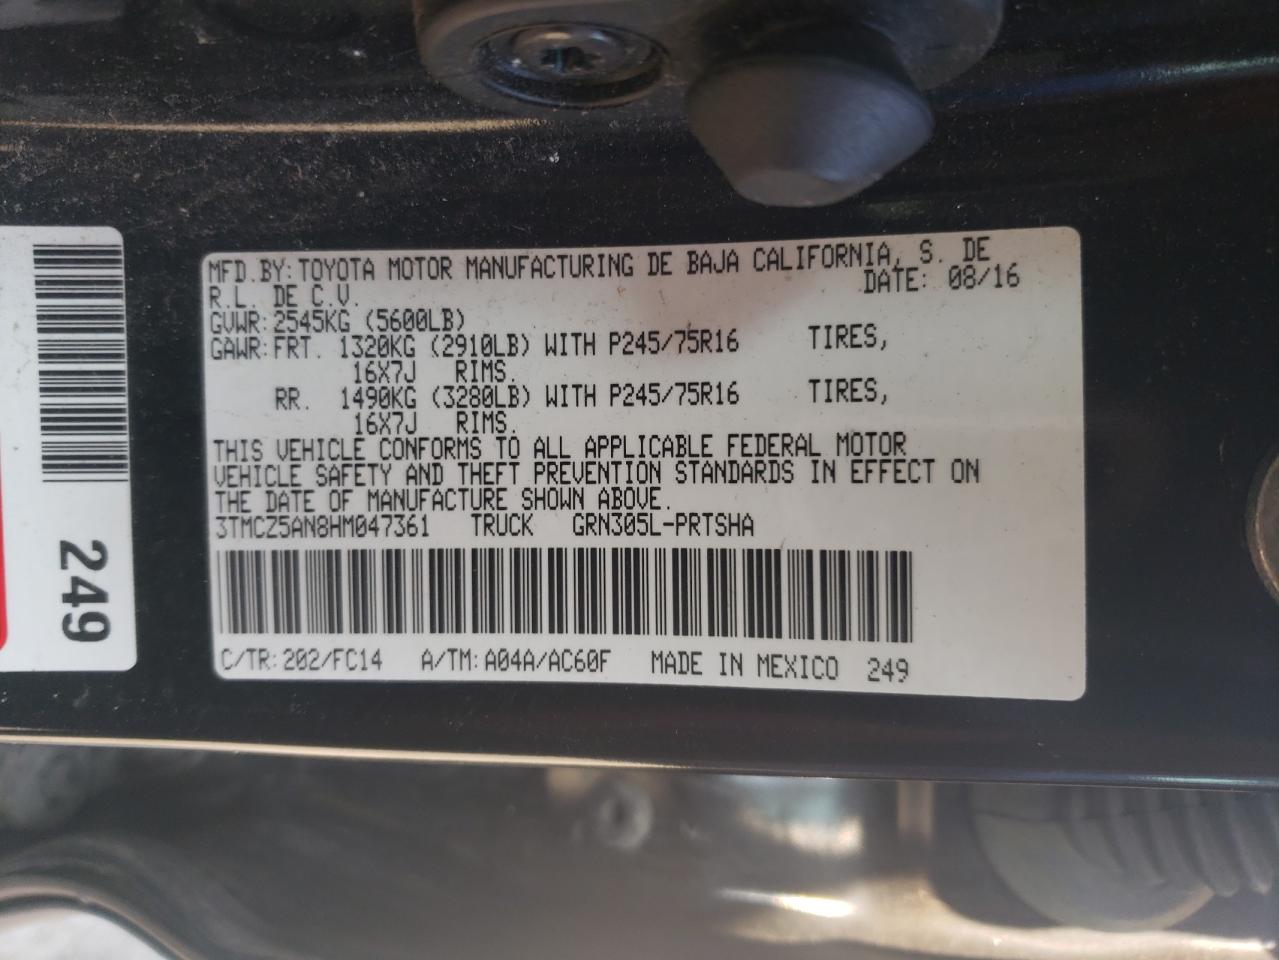 MFD.BY: TOYOTA MOTOR MANUFACTURING DE BAJA CALIFORNIA, S. DE
R.L. DE C.V. DATE: 08/16
GVWR: 2545KG (5600LB)
GAWR: FRT. 1320KG (2910LB) WITH P245/75R16 TIRES,
16X7J RIMS.
RR. 1490KG (3280LB) WITH P245/75R16 TIRES,
16X7J RIMS.
THIS VEHICLE CONFORMS TO ALL APPLICABLE FEDERAL MOTOR
VEHICLE SAFETY AND THEFT PREVENTION STANDARDS IN EFFECT ON
THE DATE OF MANUFACTURE SHOWN ABOVE.
3TMCZ5AN8HM047361 TRUCK GRN305L-PRTSHA
C/TR: 202/FC14 A/TM: A04A/AC60F MADE IN MEXICO 249
249